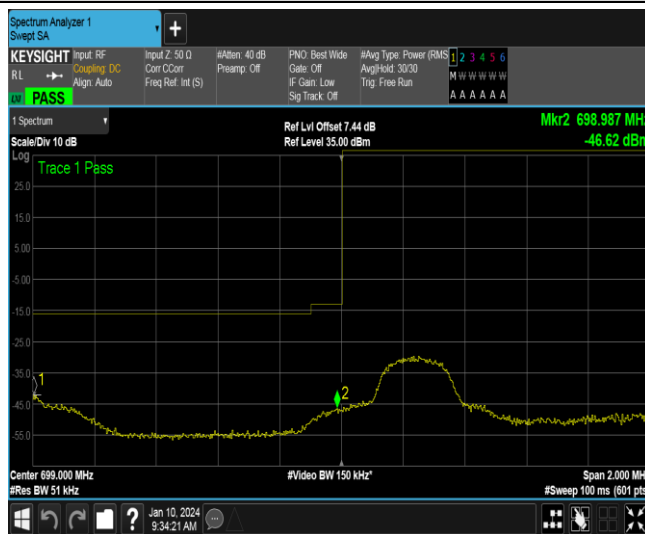 Spectrum Analyzer 1
Swept SA
KEYSIGHT Input: RF Input Z: 50 Ω #Atten: 40 dB PNO: Best Wide #Avg Type: Power (RMS 1 2 3 4 5 6
RL Coupling: DC Corr CCorr Preamp: Off Gate: Off Avg|Hold: 30/30 M W W W W W
Align: Auto Freq Ref: Int (S) IF Gain: Low Trig: Free Run
PASS Sig Track: Off A A A A A A
1 Spectrum Ref Lvl Offset 7.44 dB Mkr2 698.987 MHz
Scale/Div 10 dB Ref Level 35.00 dBm -46.62 dBm
Log
Trace 1 Pass
25.0
15.0
5.00
-5.00
-15.0
-25.0
-35.0
1
2
-45.0
-55.0
Center 699.000 MHz #Video BW 150 kHz* Span 2.000 MH
#Res BW 51 kHz #Sweep 100 ms (601 pts
? Jan 10, 2024
9:34:21 AM